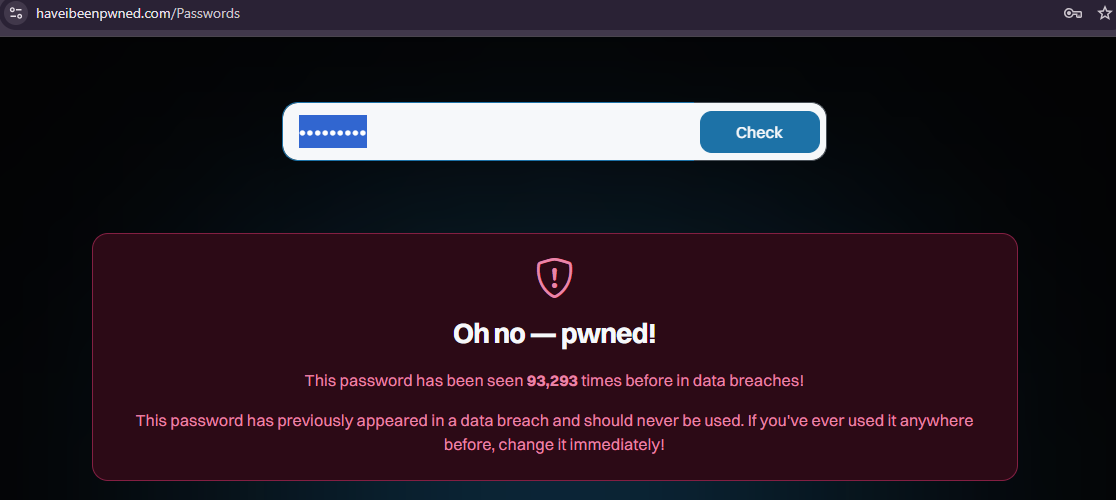 haveibeenpwned.com/Passwords
•••••••••
Check
Oh no — pwned!
This password has been seen 93,293 times before in data breaches!
This password has previously appeared in a data breach and should never be used. If you've ever used it anywhere
before, change it immediately!